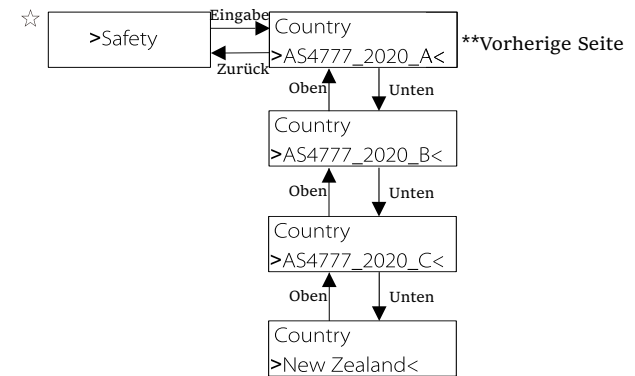 ☆
>Safety
Eingabe
Zurück
Country
>AS4777_2020_A<
**Vorherige Seite
Oben
Unten
Country
>AS4777_2020_B<
Oben
Unten
Country
>AS4777_2020_C<
Oben
Unten
Country
>New Zealand<